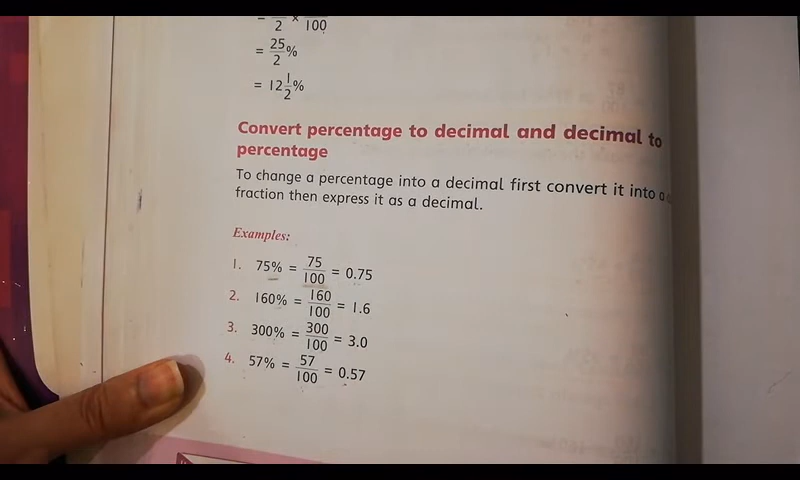 = /2 × /100
= 25/2 %
= 12 1/2 %
Convert percentage to decimal and decimal to
percentage
To change a percentage into a decimal first convert it into a
fraction then express it as a decimal.
Examples:
1. 75% = 75/100 = 0.75
2. 160% = 160/100 = 1.6
3. 300% = 300/100 = 3.0
4. 57% = 57/100 = 0.57